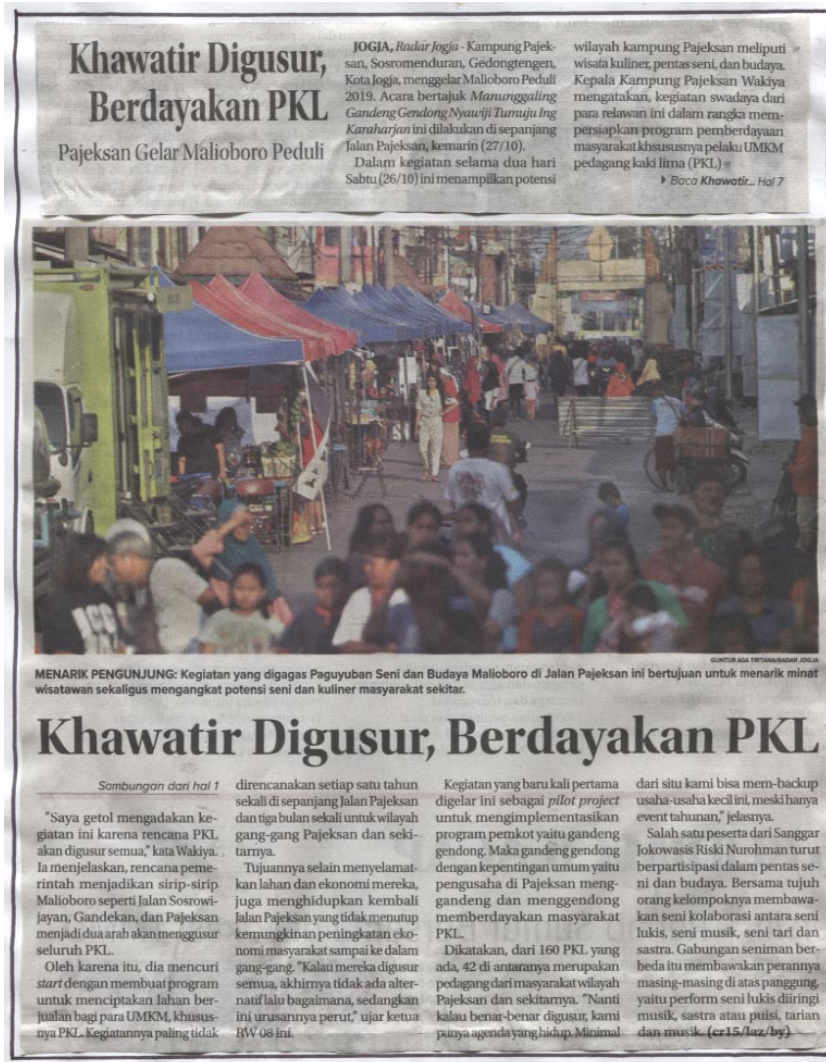 Khawatir Digusur,
Berdayakan PKL
Pajeksan Gelar Malioboro Peduli
JOGJA, Radar Jogja - Kampung Pajek-
san, Sosromenduran, Gedongtengen,
Kota Jogja, menggelar Malioboro Peduli
2019. Acara bertajuk Manunggaling
Gandeng Gendong Nyawiji Tumuju Ing
Karaharjan ini dilakukan di sepanjang
Jalan Pajeksan, kemarin (27/10).
Dalam kegiatan selama dua hari
Sabtu (26/10) ini menampilkan potensi
wilayah kampung Pajeksan meliputi
wisata kuliner, pentas seni, dan budaya.
Kepala Kampung Pajeksan Wakiya
mengatakan, kegiatan swadaya dari
para relawan ini dalam rangka mem-
persiapkan program pemberdayaan
masyarakat khsususnya pelaku UMKM
pedagang kaki lima (PKL)
Baca Khawatir... Hal 7
GUNTUR AGA TIRTANA/RADAR JOGJA
MENARIK PENGUNJUNG: Kegiatan yang digagas Paguyuban Seni dan Budaya Malioboro di Jalan Pajeksan ini bertujuan untuk menarik minat
wisatawan sekaligus mengangkat potensi seni dan kuliner masyarakat sekitar.
Khawatir Digusur, Berdayakan PKL
Sambungan dari hal 1
"Saya getol mengadakan ke-
giatan ini karena rencana PKL
akan digusur semua," kata Wakiya.
Ia menjelaskan, rencana peme-
rintah menjadikan sirip-sirip
Malioboro seperti Jalan Sosrowi-
jayan, Gandekan, dan Pajeksan
menjadi dua arah akan menggusur
seluruh PKL.
Oleh karena itu, dia mencuri
start dengan membuat program
untuk menciptakan lahan ber-
jualan bagi para UMKM, khusus-
nya PKL. Kegiatannya paling tidak
direncanakan setiap satu tahun
sekali di sepanjang Jalan Pajeksan
dan tiga bulan sekali untuk wilayah
gang-gang Pajeksan dan seki-
tarnya.
Tujuannya selain menyelamat-
kan lahan dan ekonomi mereka,
juga menghidupkan kembali
Jalan Pajeksan yang tidak menutup
kemungkinan peningkatan eko-
nomi masyarakat sampai ke dalam
gang-gang. "Kalau mereka digusur
semua, akhirnya tidak ada alter-
natif lalu bagaimana, sedangkan
ini urusannya perut," ujar ketua
RW 08 ini.
Kegiatan yang baru kali pertama
digelar ini sebagai pilot project
untuk mengimplementasikan
program pemkot yaitu gandeng
gendong. Maka gandeng gendong
dengan kepentingan umum yaitu
pengusaha di Pajeksan meng-
gandeng dan menggendong
memberdayakan masyarakat
PKL.
Dikatakan, dari 160 PKL yang
ada, 42 di antaranya merupakan
pedagang dari masyarakat wilayah
Pajeksan dan sekitarnya. "Nanti
kalau benar-benar digusur, kami
punya agenda yang hidup. Minimal
dari situ kami bisa mem-backup
usaha-usaha kecil ini, meski hanya
event tahunan," jelasnya.
Salah satu peserta dari Sanggar
Jokowasis Riski Nurohman turut
berpartisipasi dalam pentas se-
ni dan budaya. Bersama tujuh
orang kelompoknya membawa-
kan seni kolaborasi antara seni
lukis, seni musik, seni tari dan
sastra. Gabungan seniman ber-
beda itu membawakan perannya
masing-masing di atas panggung,
yaitu perform seni lukis diiringi
musik, sastra atau puisi, tarian
dan musik. (cr15/laz/by)